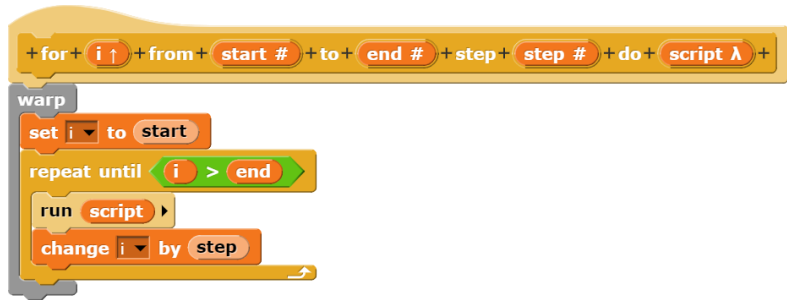 + for + i ↑ + from + start # + to + end # + step + step # + do + script λ +
warp
set i ▾ to start
repeat until i > end
run script
change i ▾ by step